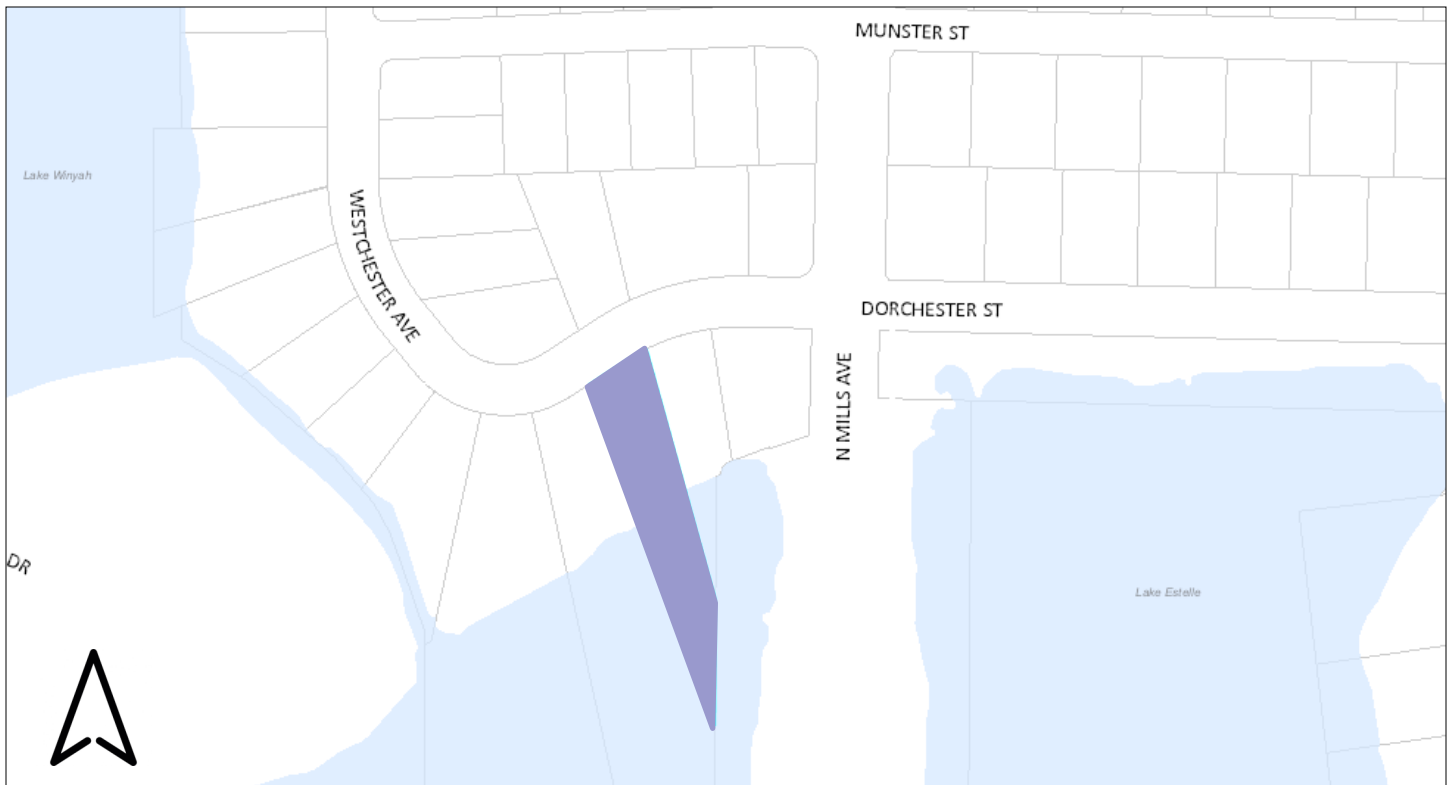 MUNSTER ST
Lake Winyah
WESTCHESTER AVE
DORCHESTER ST
N MILLS AVE
DR
Lake Estelle